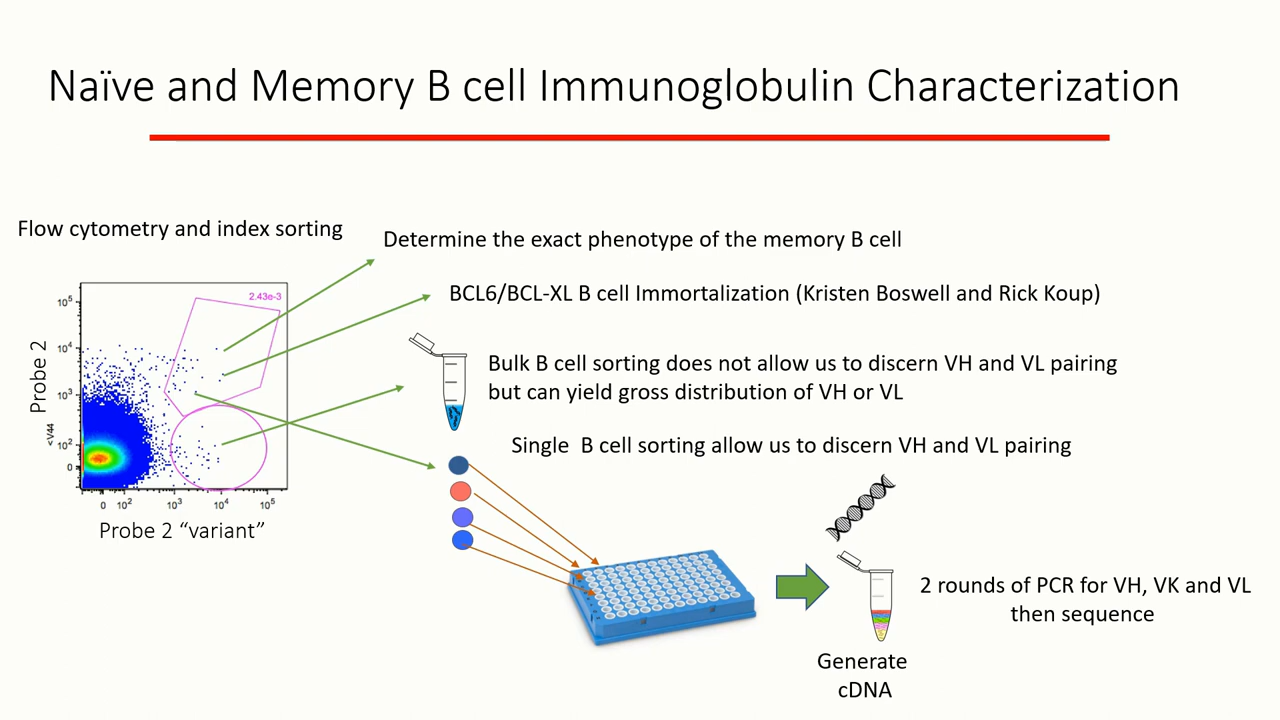 Naïve and Memory B cell Immunoglobulin Characterization
Flow cytometry and index sorting
Determine the exact phenotype of the memory B cell
BCL6/BCL-XL B cell Immortalization (Kristen Boswell and Rick Koup)
2.43e-3
10⁵
10⁴
10³
10²
0
Probe 2
<V44
0 10² 10³ 10⁴ 10⁵
Probe 2 “variant”
Bulk B cell sorting does not allow us to discern VH and VL pairing
but can yield gross distribution of VH or VL
Single  B cell sorting allow us to discern VH and VL pairing
2 rounds of PCR for VH, VK and VL
then sequence
Generate
cDNA